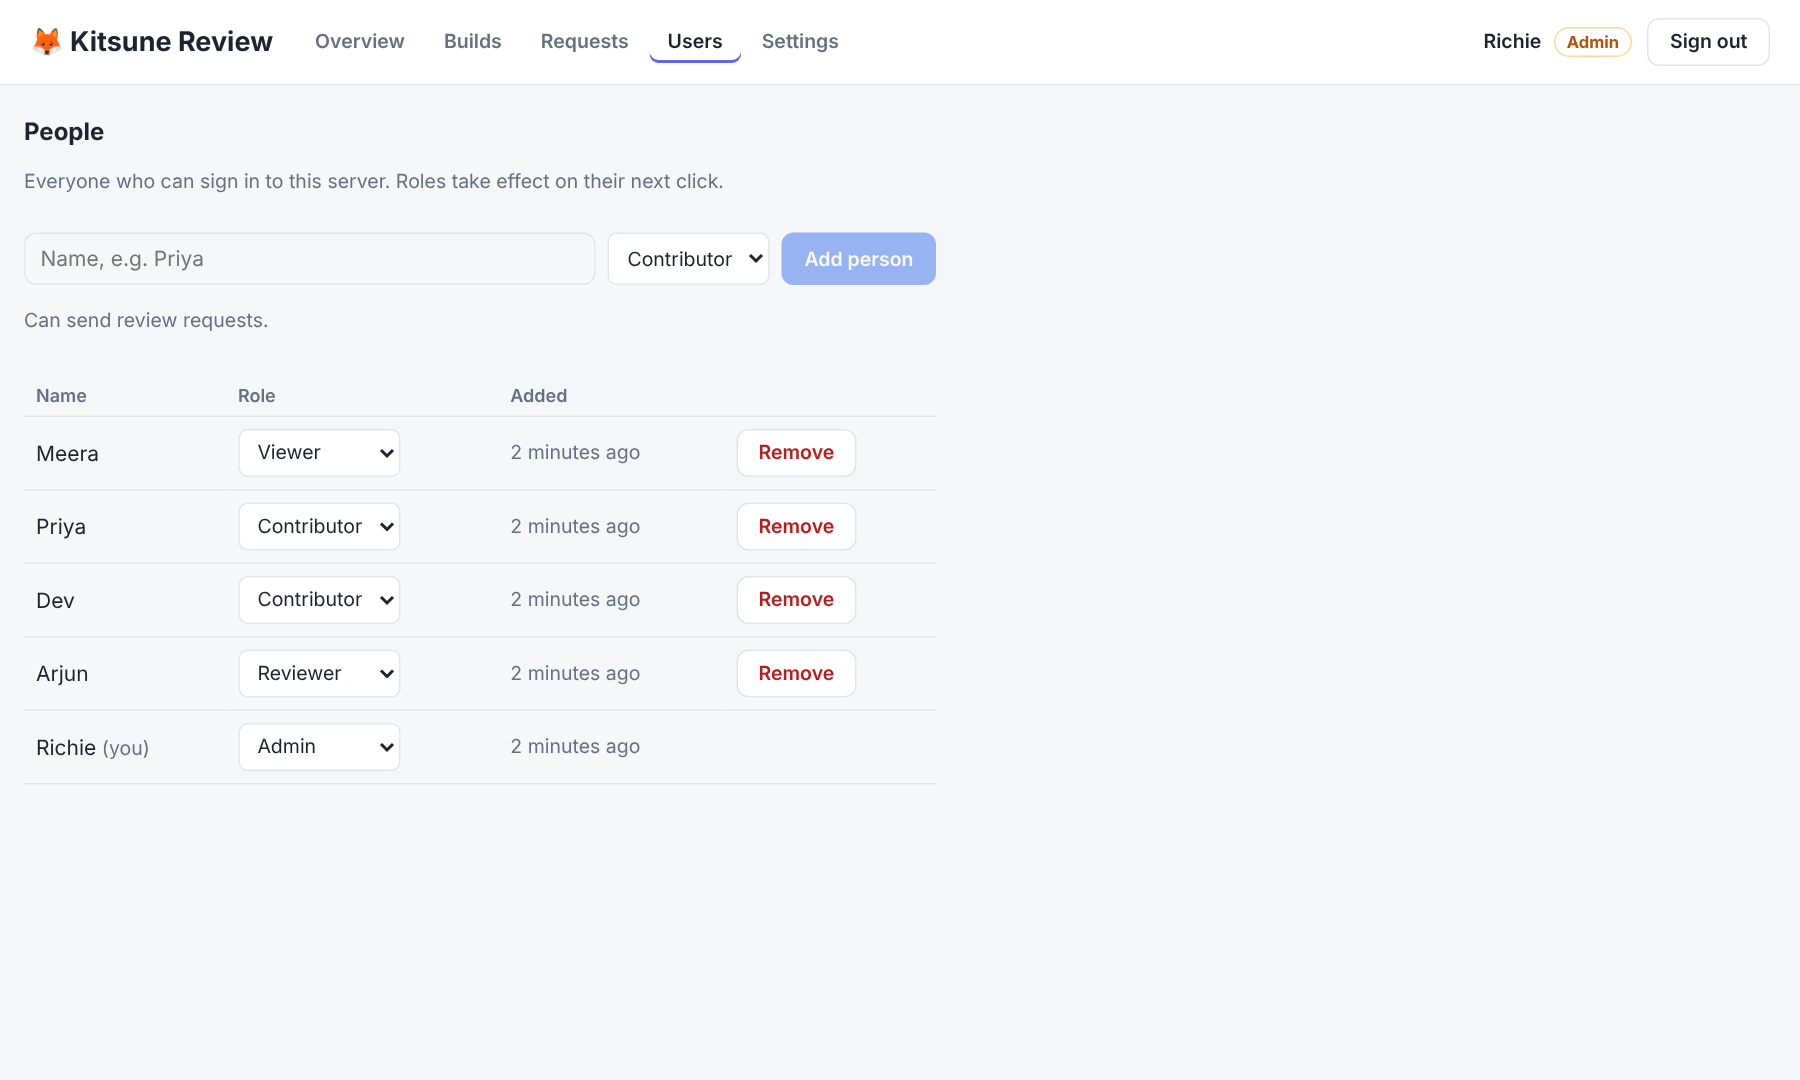 Kitsune Review Overview Builds Requests Users Settings Richie Admin Sign out
People
Everyone who can sign in to this server. Roles take effect on their next click.
Name, e.g. Priya Contributor Add person
Can send review requests.
Name Role Added
Meera Viewer 2 minutes ago Remove
Priya Contributor 2 minutes ago Remove
Dev Contributor 2 minutes ago Remove
Arjun Reviewer 2 minutes ago Remove
Richie (you) Admin 2 minutes ago